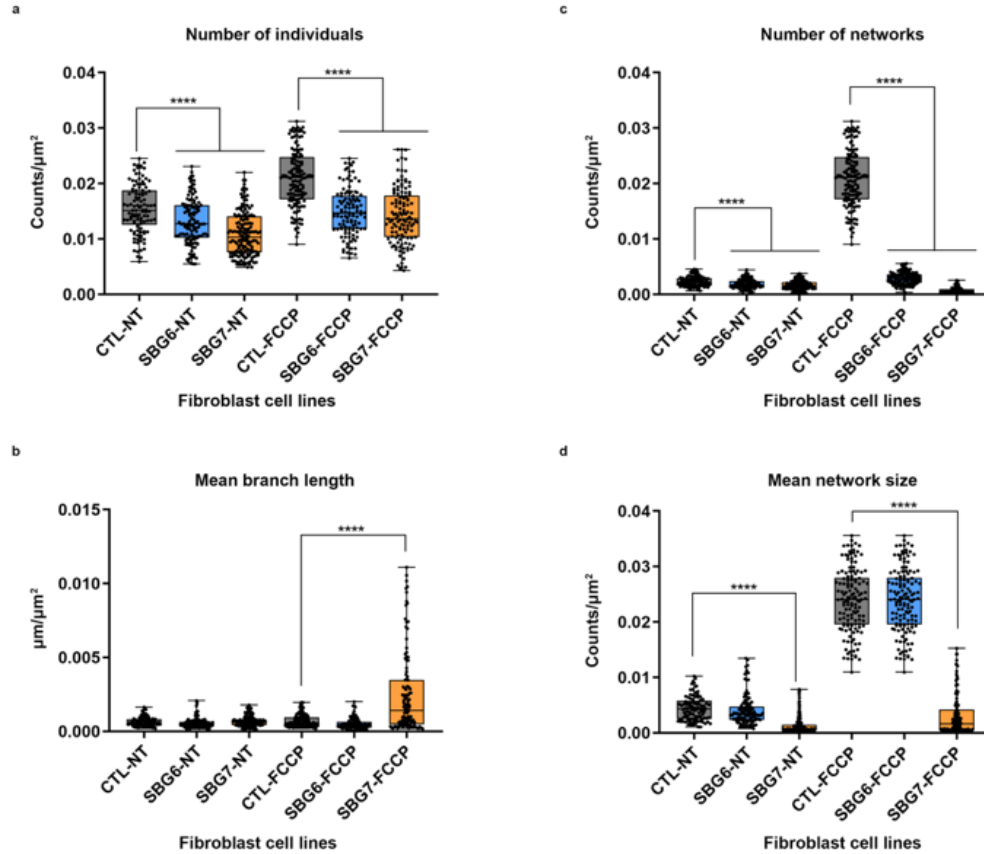 a
Number of individuals
Counts/µm²
0.04
0.03
0.02
0.01
0.00
****
****
CTL-NT
SBG6-NT
SBG7-NT
CTL-FCCP
SBG6-FCCP
SBG7-FCCP
Fibroblast cell lines
c
Number of networks
Counts/µm²
0.04
0.03
0.02
0.01
0.00
****
****
CTL-NT
SBG6-NT
SBG7-NT
CTL-FCCP
SBG6-FCCP
SBG7-FCCP
Fibroblast cell lines
b
Mean branch length
µm/µm²
0.015
0.010
0.005
0.000
****
CTL-NT
SBG6-NT
SBG7-NT
CTL-FCCP
SBG6-FCCP
SBG7-FCCP
Fibroblast cell lines
d
Mean network size
Counts/µm²
0.04
0.03
0.02
0.01
0.00
****
****
CTL-NT
SBG6-NT
SBG7-NT
CTL-FCCP
SBG6-FCCP
SBG7-FCCP
Fibroblast cell lines